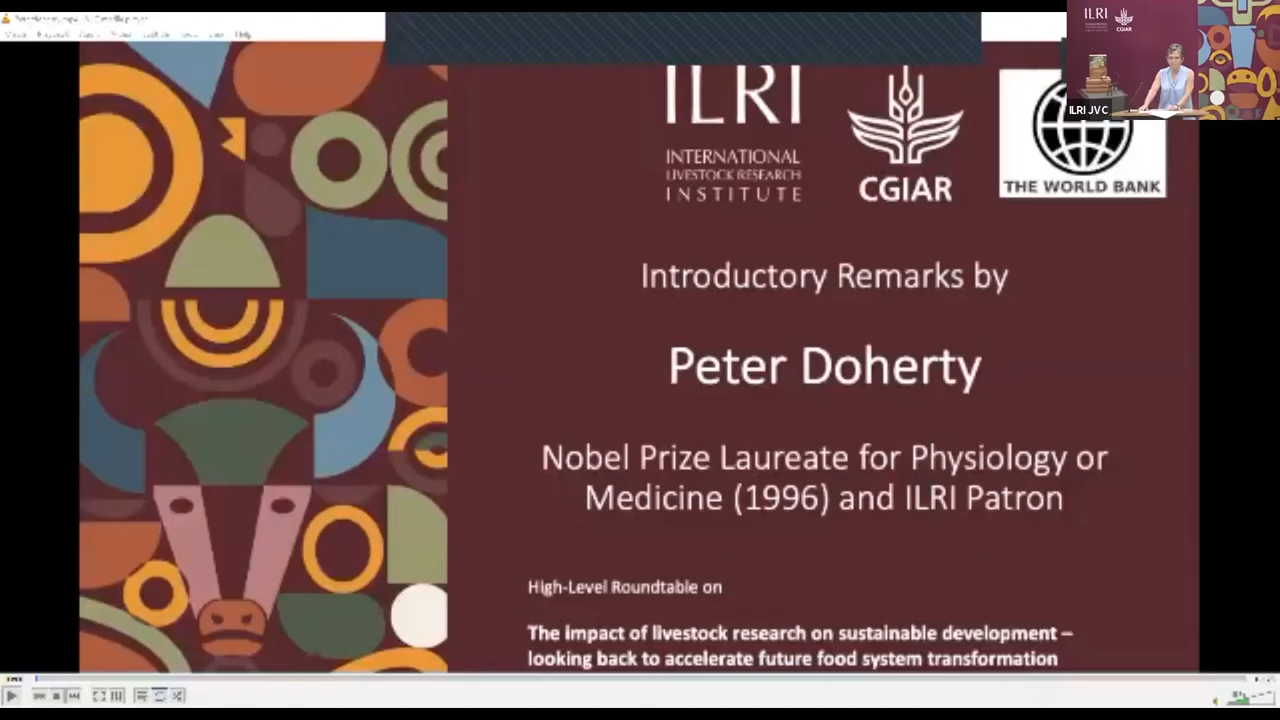 Help
ILRI
INTERNATIONAL
LIVESTOCK RESEARCH
INSTITUTE
CGIAR
THE WORLD BANK
ILRI
CGIAR
ILRI JVC
Introductory Remarks by
Peter Doherty
Nobel Prize Laureate for Physiology or
Medicine (1996) and ILRI Patron
High-Level Roundtable on
The impact of livestock research on sustainable development –
looking back to accelerate future food system transformation